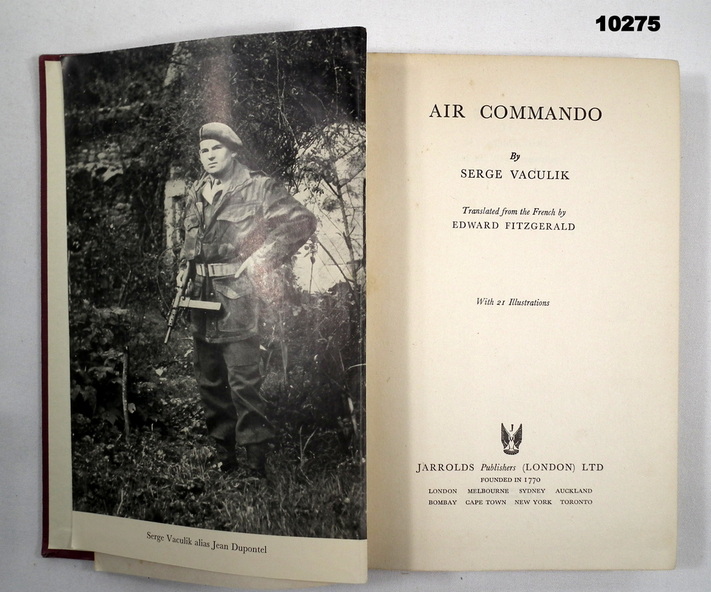 10275
Serge Vaculik alias Jean Dupontel
AIR COMMANDO
By
SERGE VACULIK
Translated from the French by
EDWARD FITZGERALD
With 21 Illustrations
JARROLDS Publishers (LONDON) LTD
FOUNDED IN 1770
LONDON MELBOURNE SYDNEY AUCKLAND
BOMBAY CAPE TOWN NEW YORK TORONTO